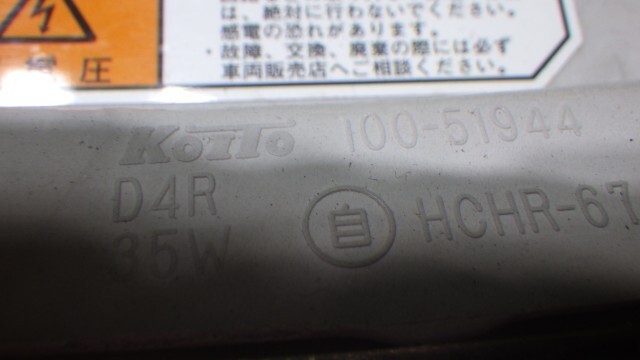 は、絶対に行わないでください。
感電の恐れがあります。
・故障、交換、廃棄の際には必ず
車両販売店へご相談ください。
圧
KOITO 100-51944
D4R
35W
自 HCHR-67